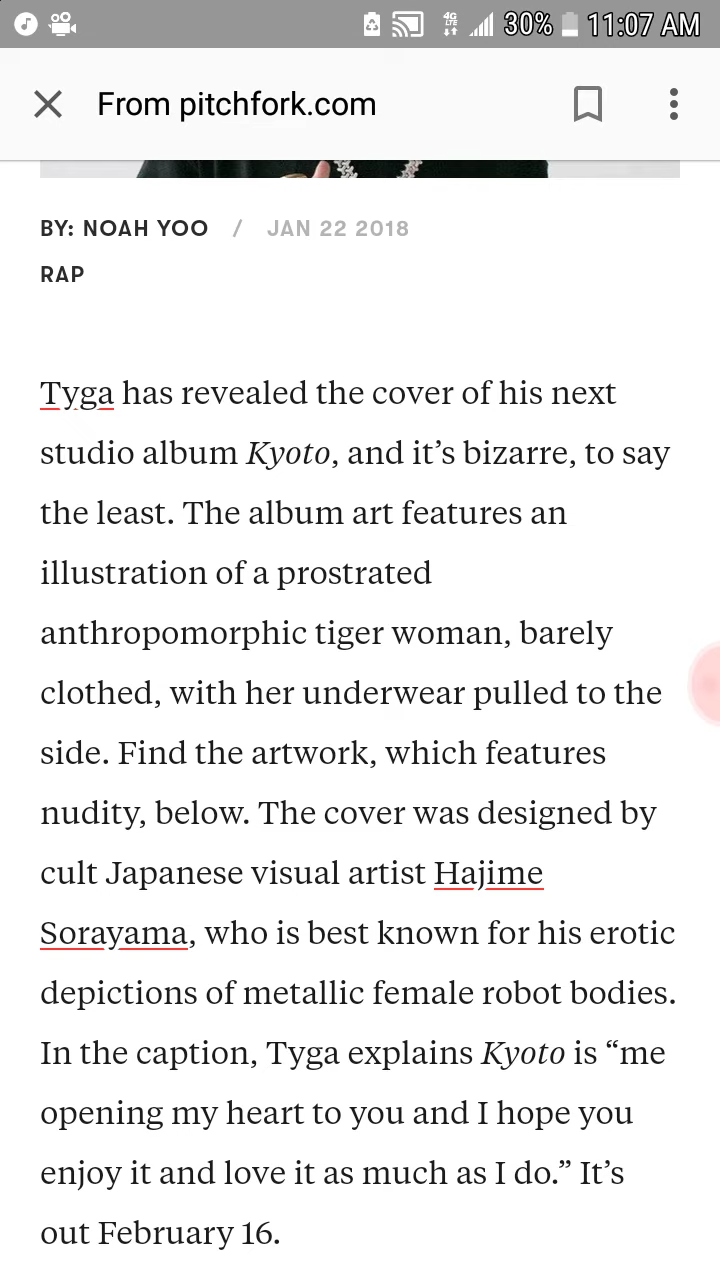 4G
LTE
30%
11:07 AM
From pitchfork.com
BY: NOAH YOO / JAN 22 2018
RAP
Tyga has revealed the cover of his next
studio album Kyoto, and it’s bizarre, to say
the least. The album art features an
illustration of a prostrated
anthropomorphic tiger woman, barely
clothed, with her underwear pulled to the
side. Find the artwork, which features
nudity, below. The cover was designed by
cult Japanese visual artist Hajime
Sorayama, who is best known for his erotic
depictions of metallic female robot bodies.
In the caption, Tyga explains Kyoto is “me
opening my heart to you and I hope you
enjoy it and love it as much as I do.” It’s
out February 16.